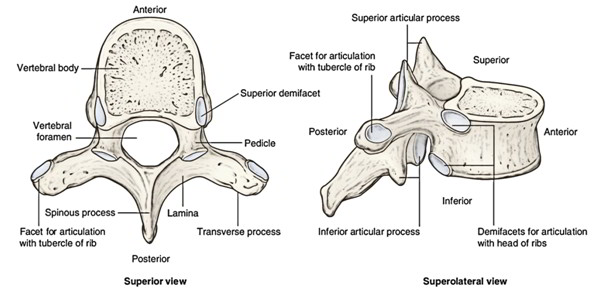 Anterior
Vertebral body
Superior demifacet
Vertebral
foramen
Pedicle
Spinous process
Lamina
Facet for articulation
with tubercle of rib
Transverse process
Posterior
Superior view
Superior articular process
Facet for articulation
with tubercle of rib
Superior
Posterior
Anterior
Inferior
Inferior articular process
Demifacets for articulation
with head of ribs
Superolateral view